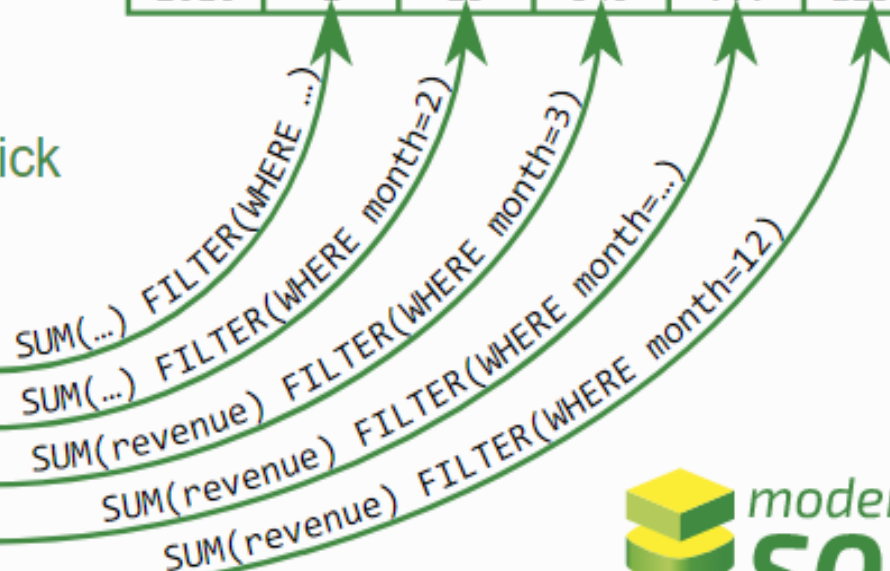 ick
SUM(…) FILTER(WHERE …)
SUM(…) FILTER(WHERE month=2)
SUM(revenue) FILTER(WHERE month=3)
SUM(revenue) FILTER(WHERE month=…)
SUM(revenue) FILTER(WHERE month=12)
moder